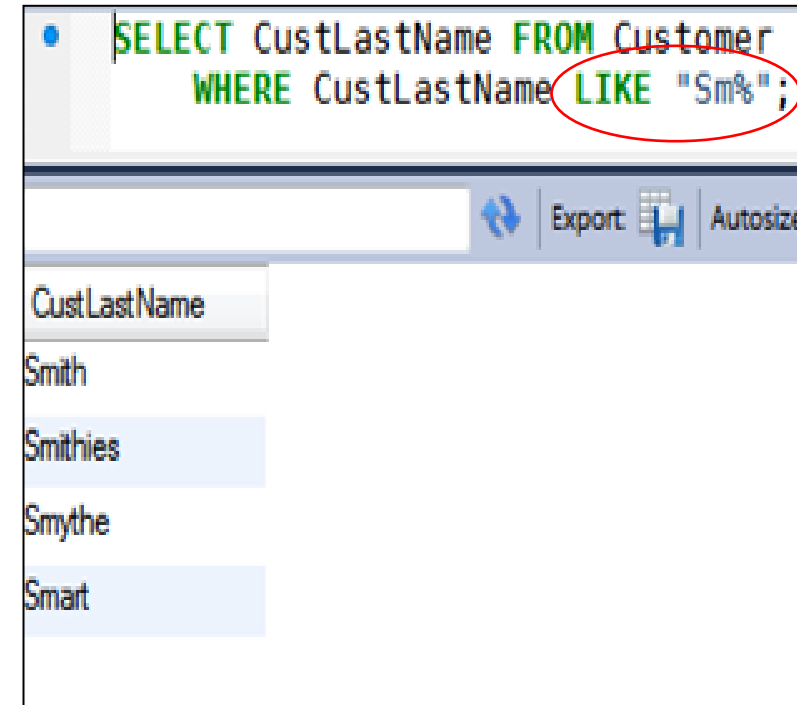 SELECT CustLastName FROM Customer
WHERE CustLastName LIKE "Sm%";
Export: Autosize
CustLastName
Smith
Smithies
Smythe
Smart